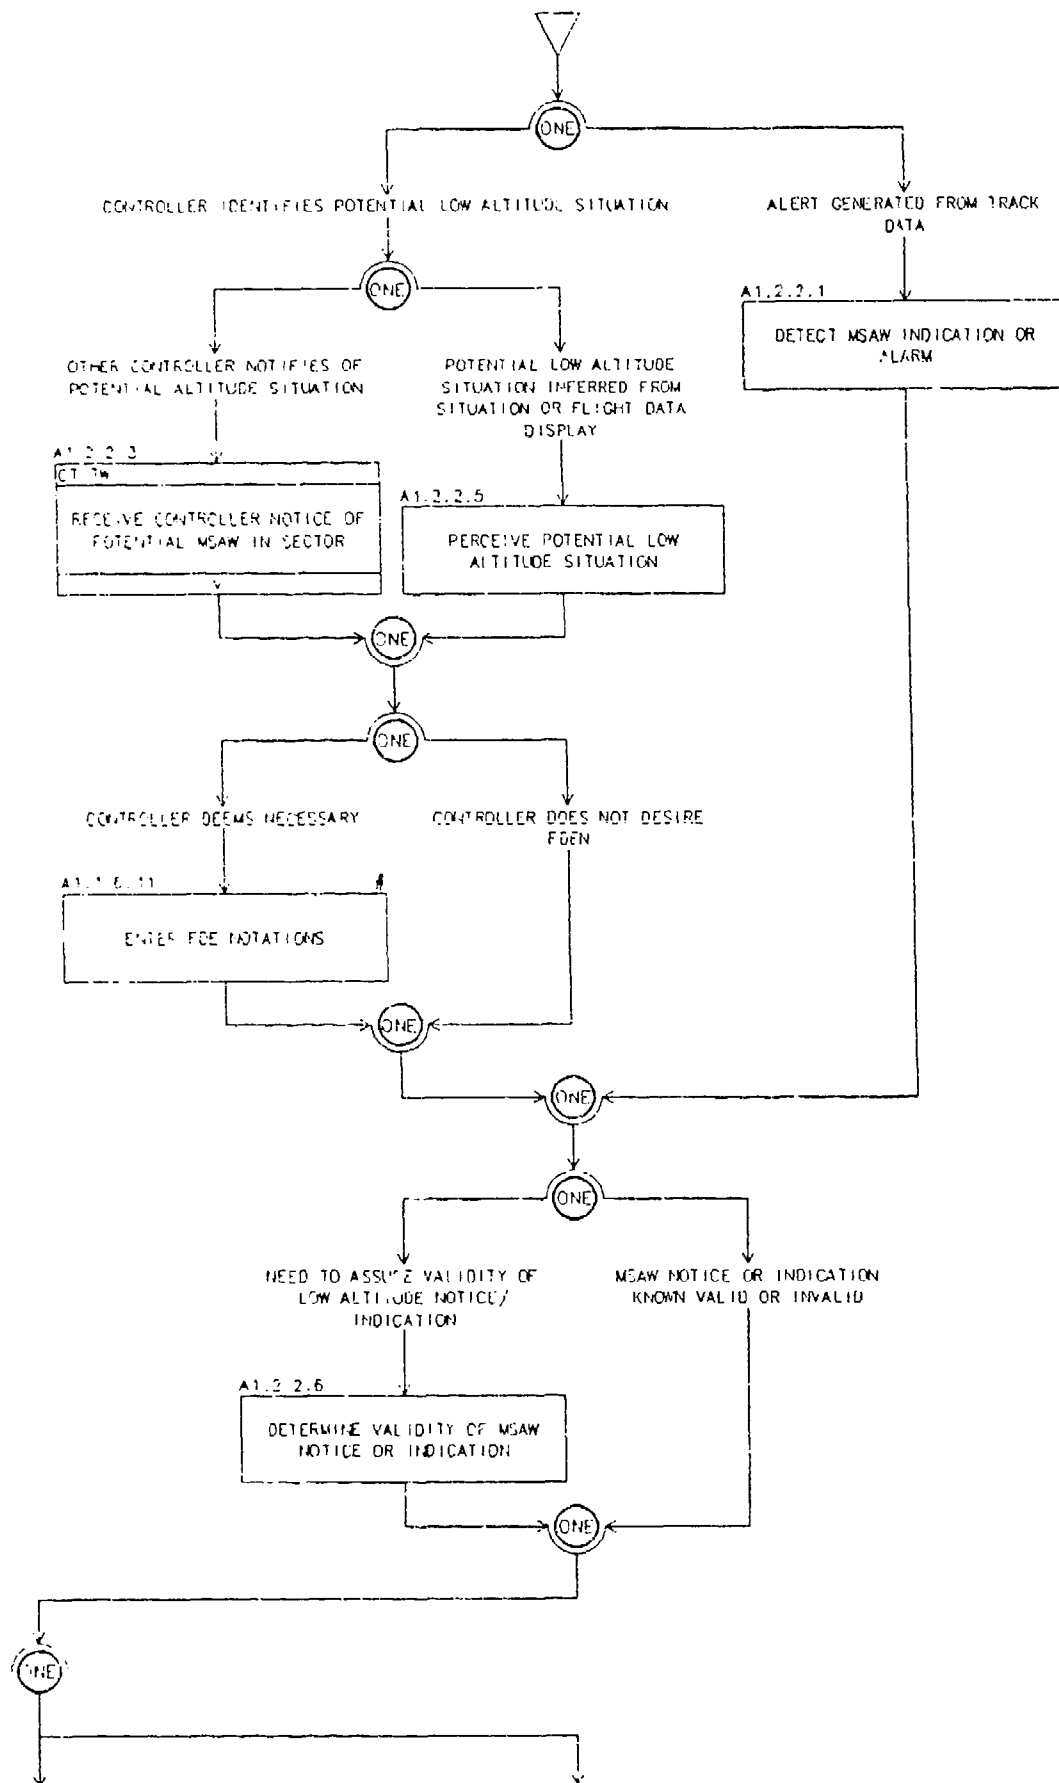 ONE
CONTROLLER IDENTIFIES POTENTIAL LOW ALTITUDE SITUATION
ALERT GENERATED FROM TRACK
DATA
ONE
A1.2.2.1
DETECT MSAW INDICATION OR
ALARM
OTHER CONTROLLER NOTIFIES OF
POTENTIAL ALTITUDE SITUATION
POTENTIAL LOW ALTITUDE
SITUATION INFERRED FROM
SITUATION OR FLIGHT DATA
DISPLAY
A1.2.2.3
RECEIVE CONTROLLER NOTICE OF
POTENTIAL MSAW IN SECTOR
A1.2.2.5
PERCEIVE POTENTIAL LOW
ALTITUDE SITUATION
ONE
ONE
CONTROLLER DEEMS NECESSARY
CONTROLLER DOES NOT DESIRE
FDEN
#
ENTER FDE NOTATIONS
ONE
ONE
ONE
NEED TO ASSURE VALIDITY OF
LOW ALTITUDE NOTICE/
INDICATION
MSAW NOTICE OR INDICATION
KNOWN VALID OR INVALID
A1.2.2.6
DETERMINE VALIDITY OF MSAW
NOTICE OR INDICATION
ONE
ONE